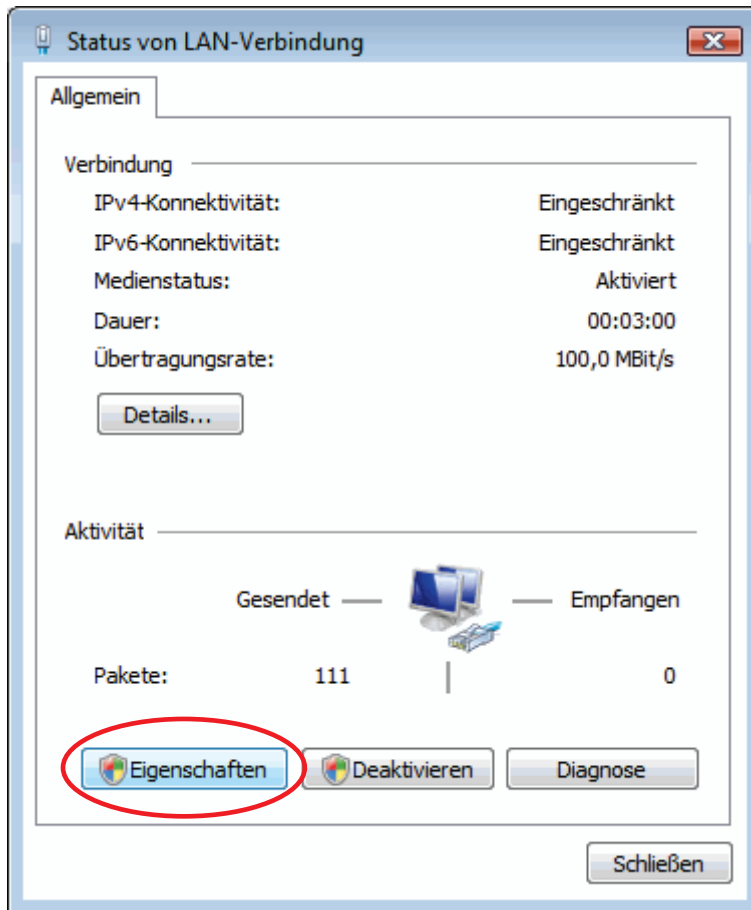 Status von LAN-Verbindung
Allgemein
Verbindung
IPv4-Konnektivität: Eingeschränkt
IPv6-Konnektivität: Eingeschränkt
Medienstatus: Aktiviert
Dauer: 00:03:00
Übertragungsrate: 100,0 MBit/s
Details...
Aktivität
Gesendet Empfangen
Pakete: 111 0
Eigenschaften Deaktivieren Diagnose
Schließen